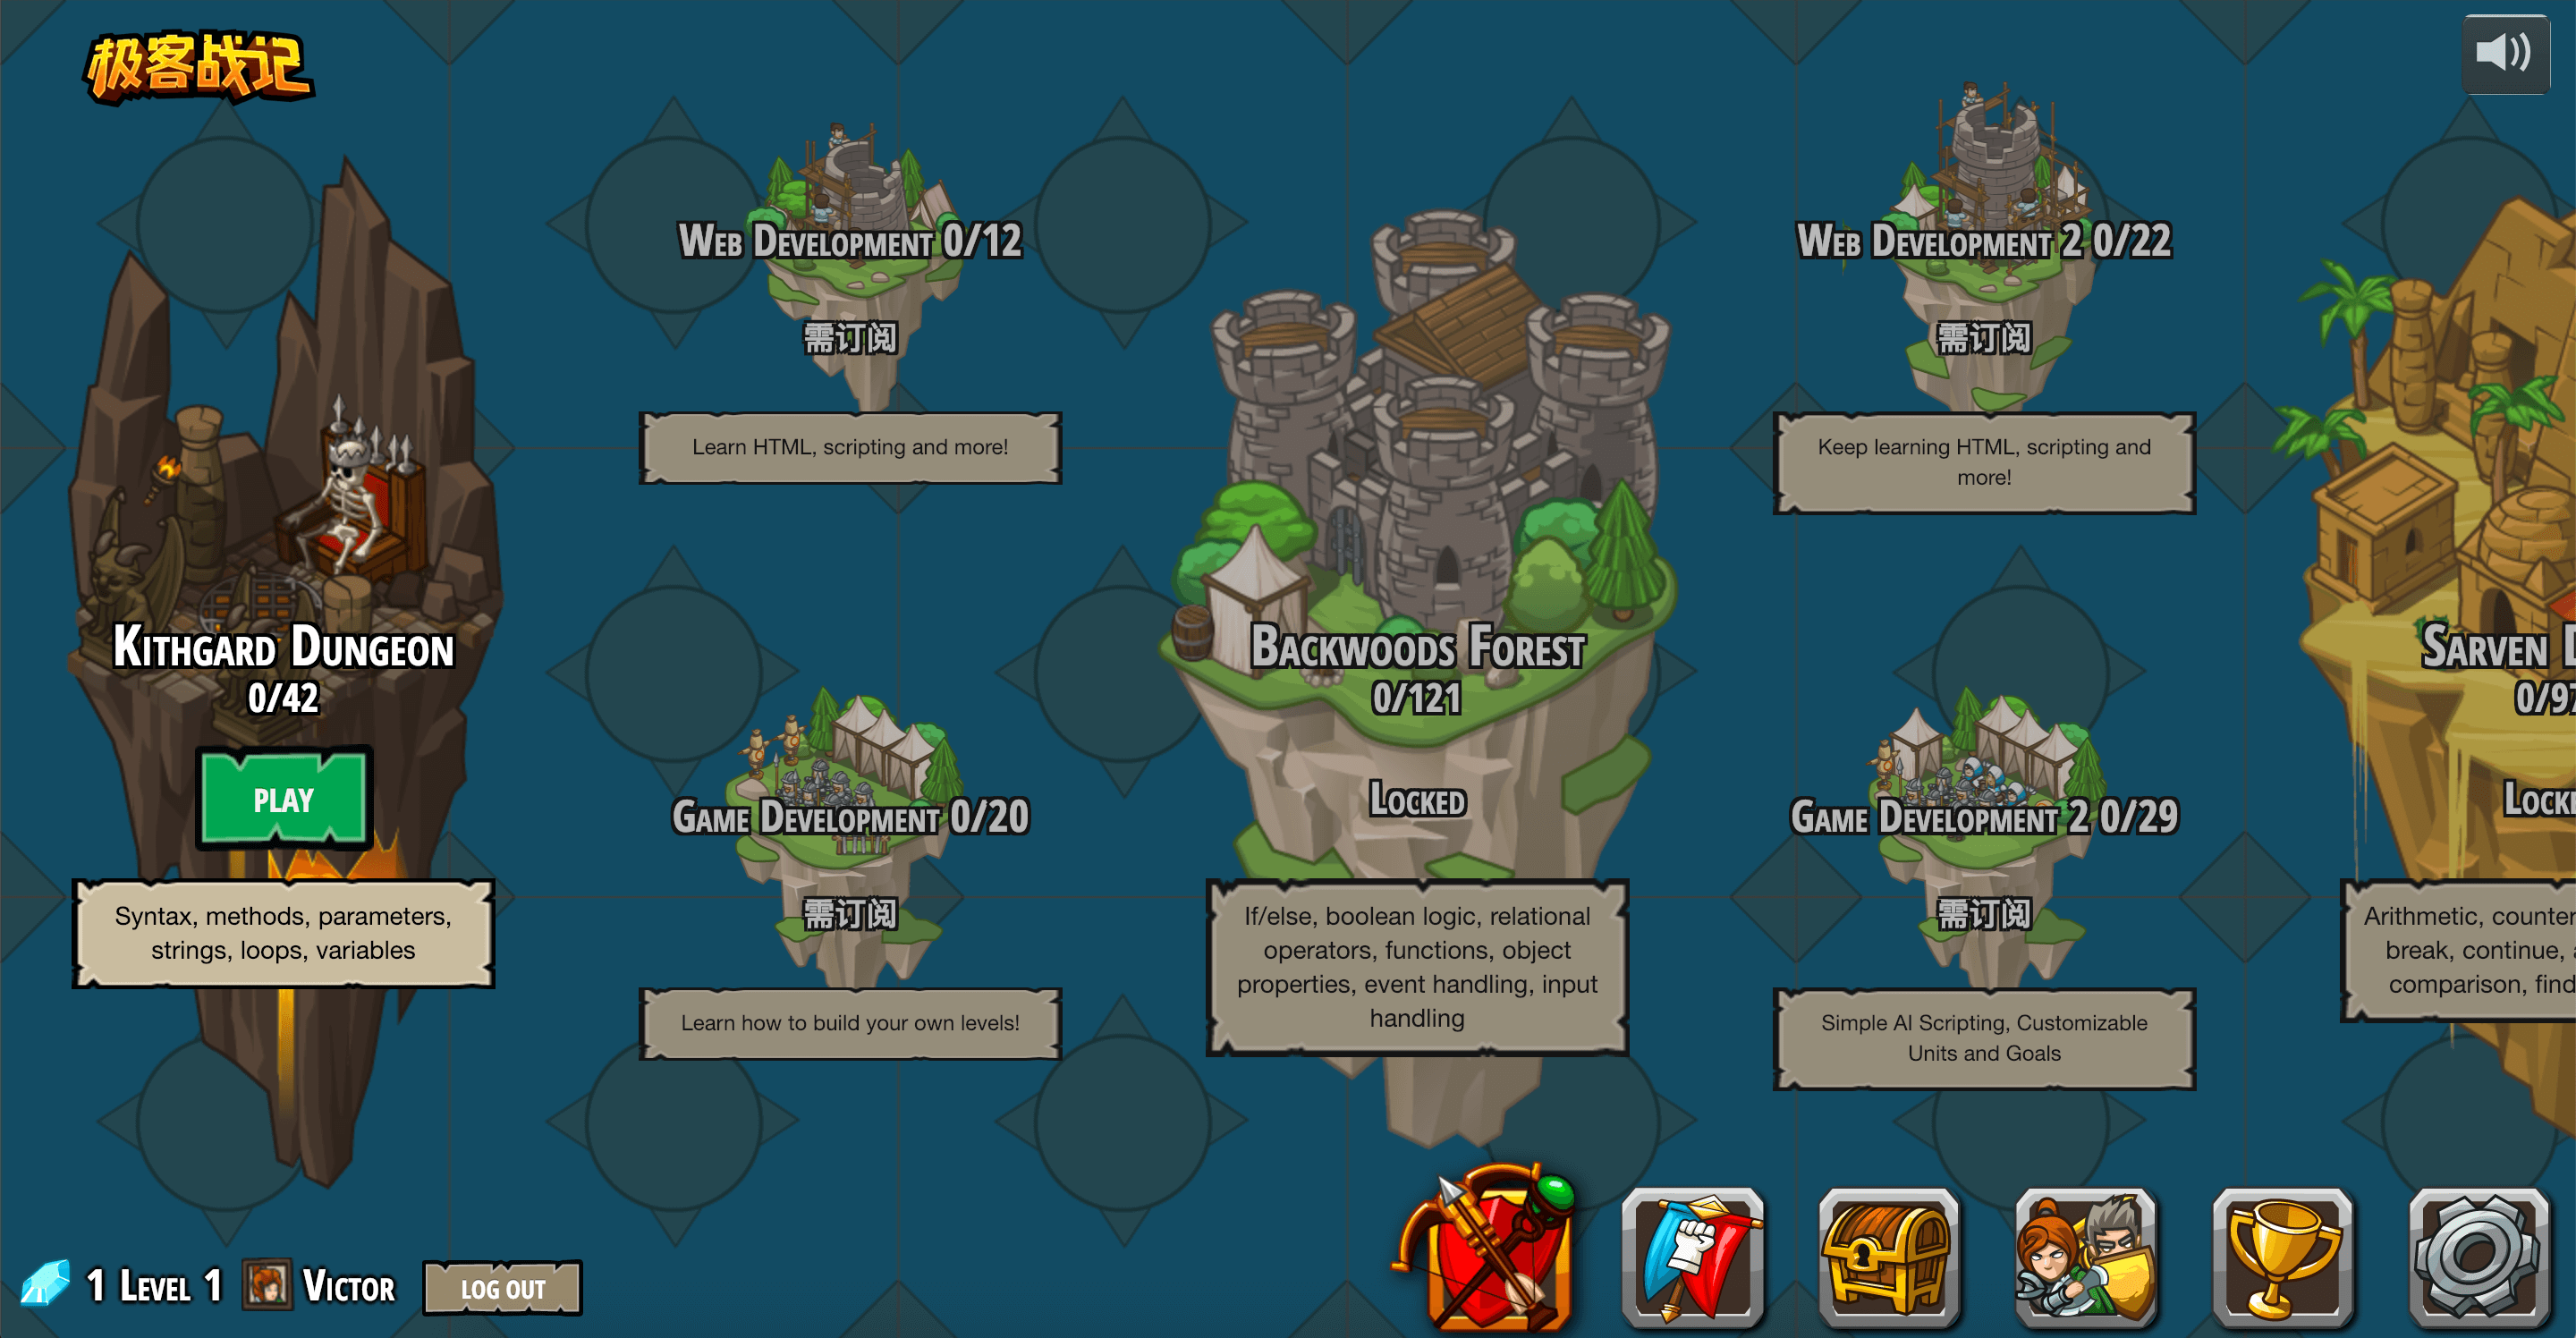 极客战记
Web Development 0/12
需订阅
Learn HTML, scripting and more!
Web Development 2 0/22
需订阅
Keep learning HTML, scripting and
more!
Kithgard Dungeon
0/42
PLAY
Syntax, methods, parameters,
strings, loops, variables
Game Development 0/20
需订阅
Learn how to build your own levels!
Backwoods Forest
0/121
Locked
If/else, boolean logic, relational
operators, functions, object
properties, event handling, input
handling
Game Development 2 0/29
需订阅
Simple AI Scripting, Customizable
Units and Goals
Sarven
0/97
Arithmetic,
break, continue,
comparison,
1 Level 1 Victor LOG OUT